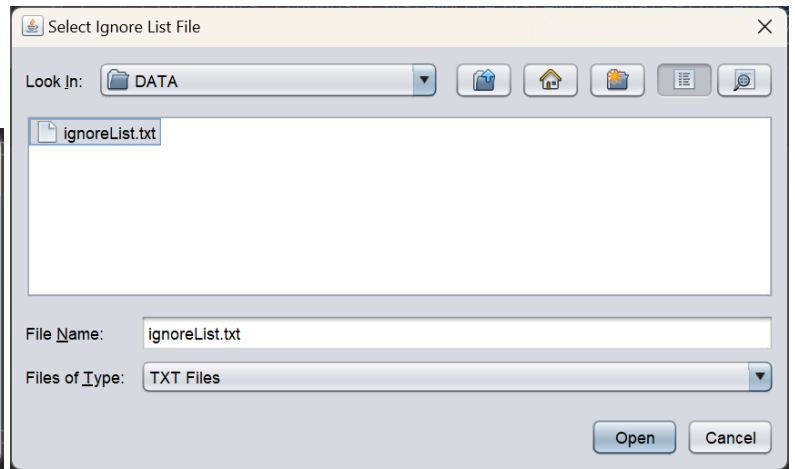 Select Ignore List File
Look In: DATA
ignoreList.txt
File Name: ignoreList.txt
Files of Type: TXT Files
Open Cancel